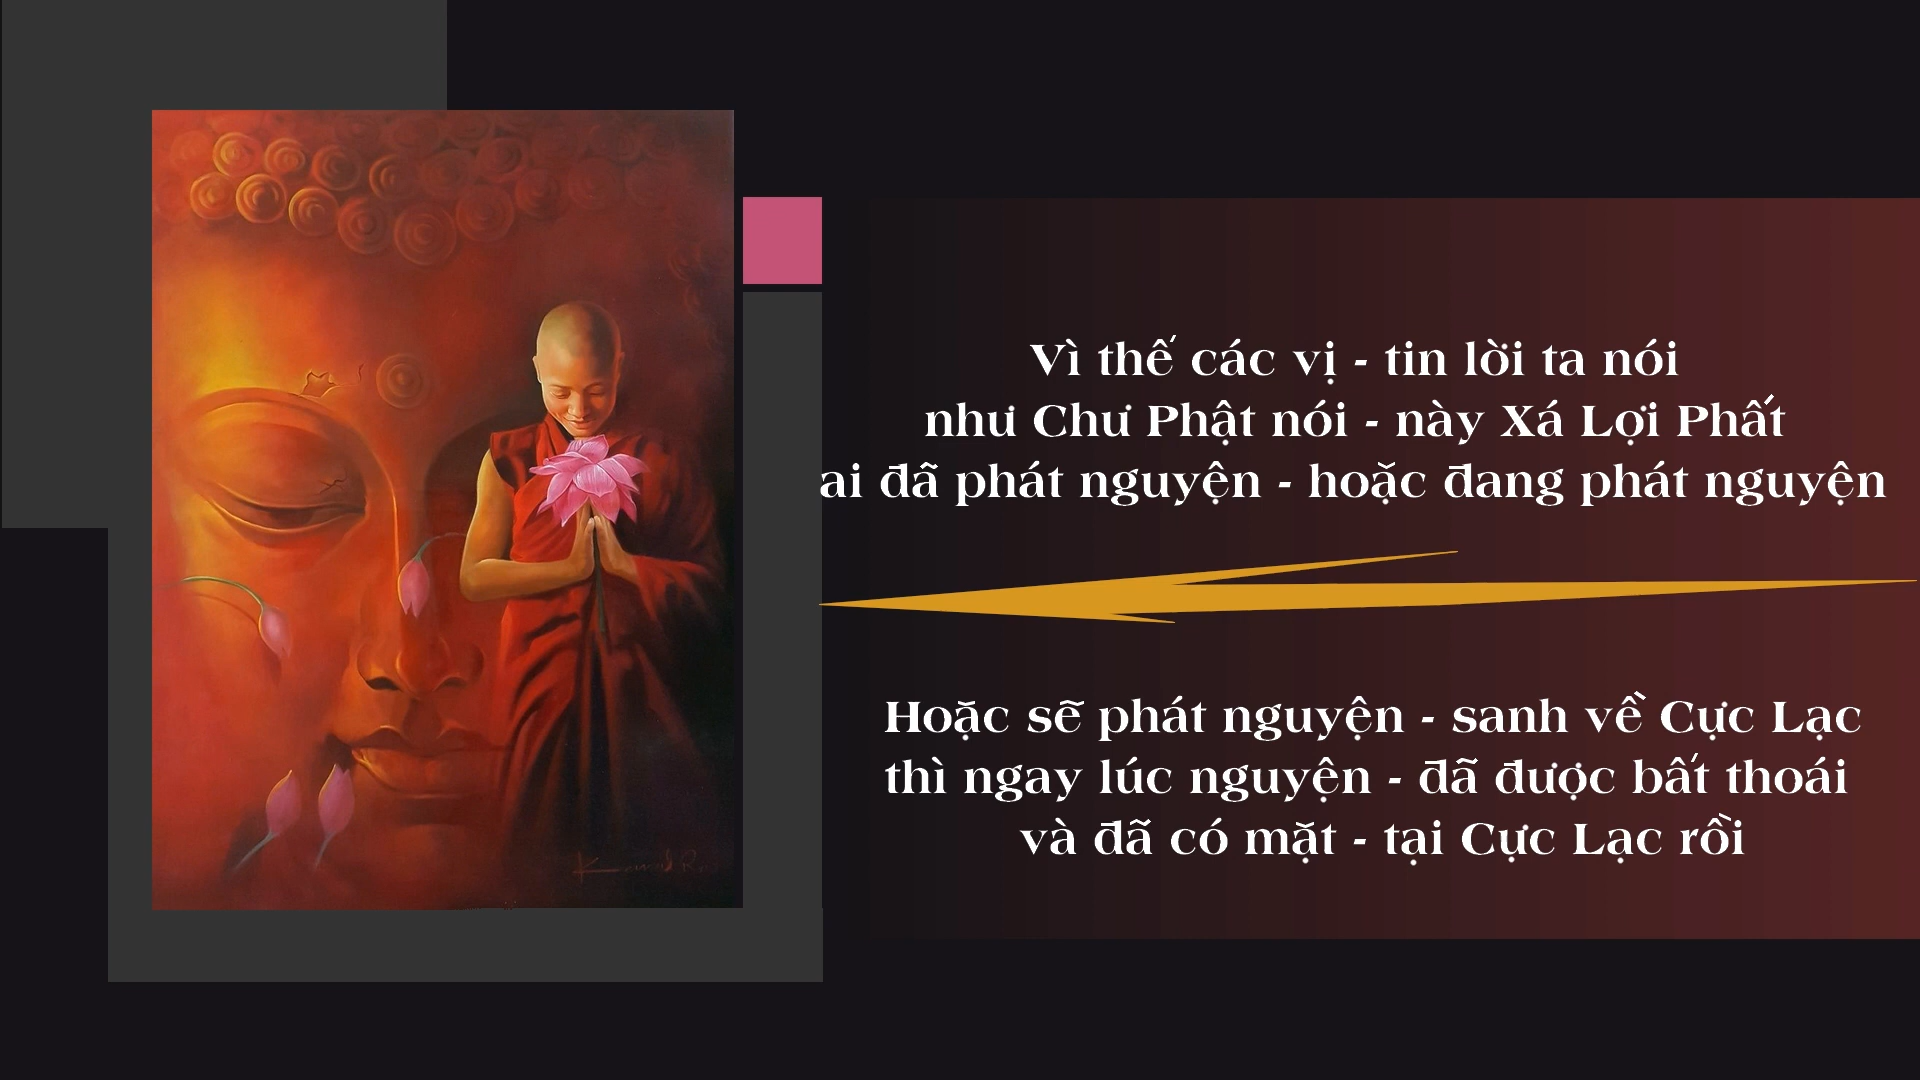 Vì thế các vị - tin lời ta nói
như Chư Phật nói - này Xá Lợi Phất
ai đã phát nguyện - hoặc đang phát nguyện
Hoặc sẽ phát nguyện - sanh về Cực Lạc
thì ngay lúc nguyện - đã được bất thoái
và đã có mặt - tại Cực Lạc rồi